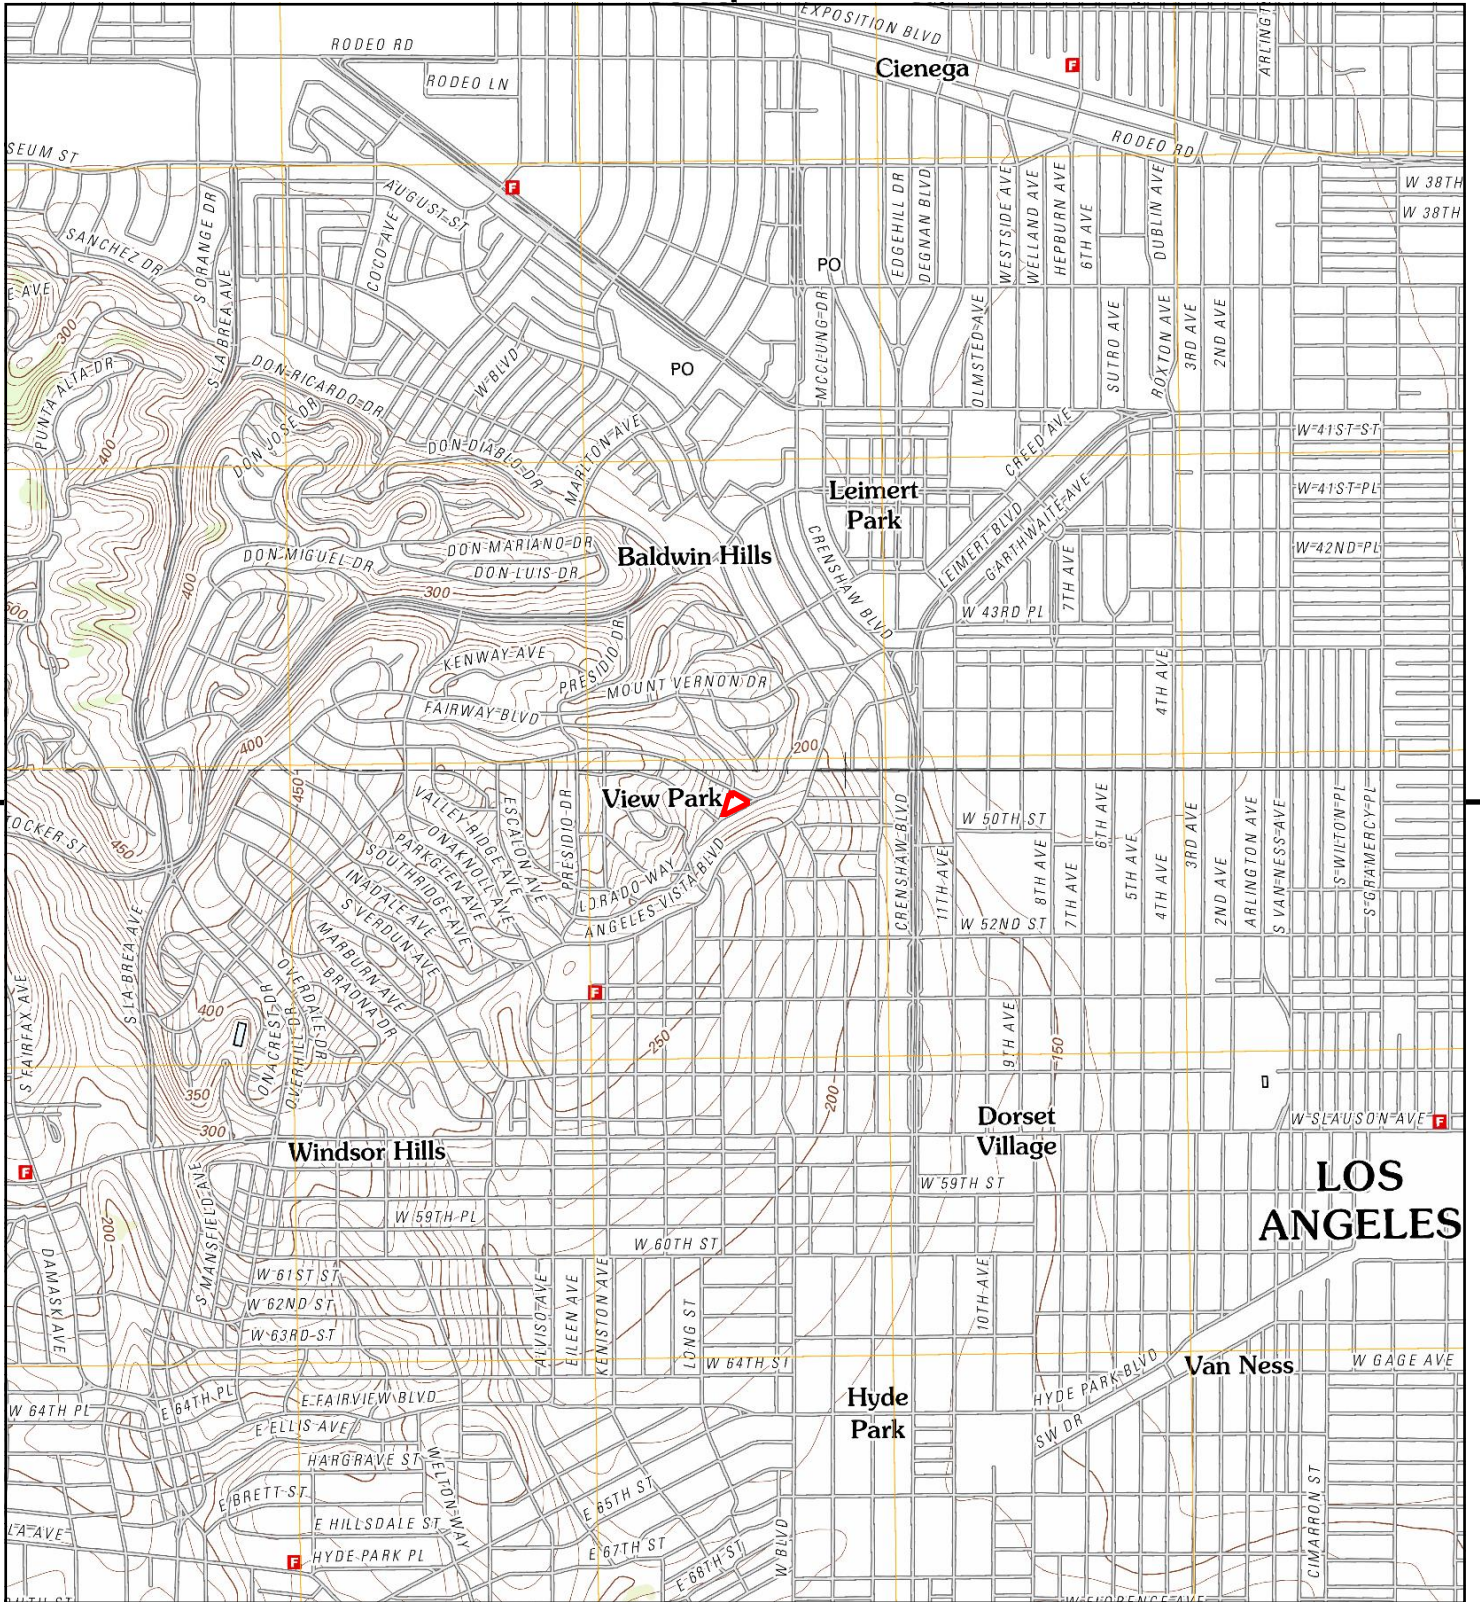 EXPOSITION BLVD
RODEO RD
RODEO LN
Cienega
F
RODEO RD
SEUM ST
F
AUGUST ST
W 38TH
W 38TH
SANCHEZ DR
S ORANGE DR
COCO AVE
EDGEHILL DR
DEGNAN BLVD
WESTSIDE AVE
WELLAND AVE
HEPBURN AVE
6TH AVE
DUBLIN AVE
PO
E AVE
S LA BREA AVE
300
MCCLUNG DR
OLMSTED AVE
SUTRO AVE
ROXTON AVE
3RD AVE
2ND AVE
PUNTA ALTA DR
DON RICARDO DR
W BLVD
PO
400
DON JOSE DR
DON DIABLO DR
MARLTON AVE
CREED AVE
W 41ST ST
Leimert
Park
W 41ST PL
LEIMERT BLVD
GARTHWAITE AVE
DON MIGUEL DR
DON MARIANO DR
DON LUIS DR
Baldwin Hills
CRENSHAW BLVD
W 42ND PL
400
300
7TH AVE
W 43RD PL
KENWAY AVE
PRESIDIO DR
MOUNT VERNON DR
FAIRWAY BLVD
4TH AVE
400
200
450
View Park
VALLEY RIDGE AVE
ESCALON AVE
PRESIDIO DR
TOCKER ST
450
ONAKNOLL AVE
PARKGLEN AVE
SOUTHRIDGE AVE
INADALE AVE
S VERDUN AVE
LORADO WAY
ANGELES VISTA BLVD
CRENSHAW BLVD
11TH AVE
W 50TH ST
8TH AVE
7TH AVE
6TH AVE
5TH AVE
4TH AVE
3RD AVE
2ND AVE
ARLINGTON AVE
S VAN NESS AVE
S WILTON PL
S GRAMERCY PL
W 52ND ST
S LA BREA AVE
MARBURN AVE
BRADNA DR
OVERDALE DR
ONACREST DR
OVERHILL DR
S FAIRFAX AVE
F
400
250
9TH AVE
150
350
200
300
Dorset
Village
W SLAUSON AVE
F
Windsor Hills
F
LOS
ANGELES
W 59TH ST
200
S MANSFIELD AVE
W 59TH PL
W 60TH ST
DAMASK AVE
W 61ST ST
W 62ND ST
W 63RD ST
ALVISO AVE
EILEEN AVE
KENISTON AVE
LONG ST
10TH AVE
W 64TH ST
Van Ness
W GAGE AVE
HYDE PARK BLVD
SW DR
Hyde
Park
W 64TH PL
E 64TH PL
E FAIRVIEW BLVD
E ELLIS AVE
HARGRAVE ST
WELTON WAY
E BRETT ST
E HILLSDALE ST
E 65TH ST
E 67TH ST
E 68TH ST
W BLVD
CIMARRON ST
LA AVE
F
HYDE PARK PL
W FLORENCE AVE